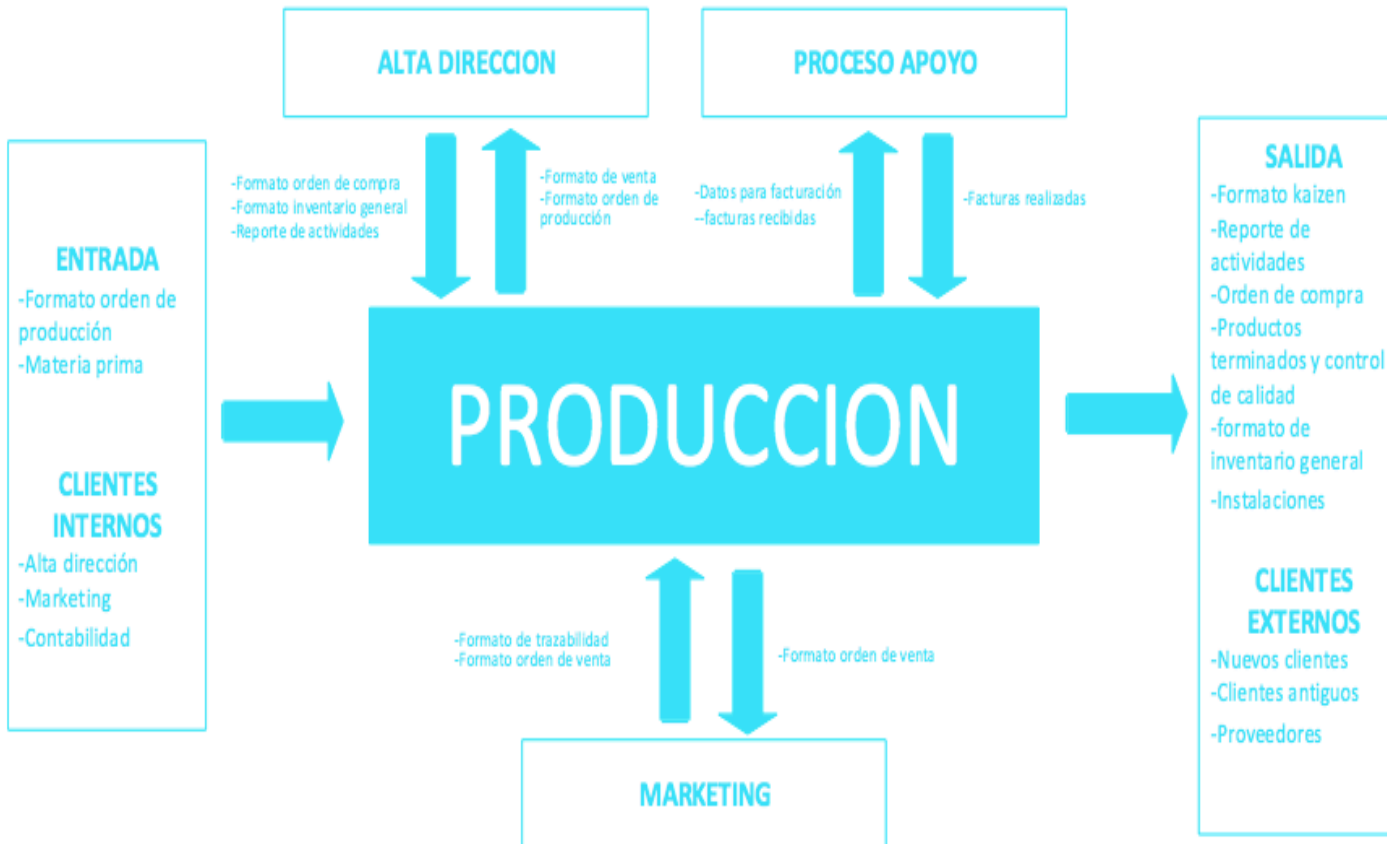 ALTA DIRECCION
PROCESO APOYO
-Formato orden de compra
-Formato inventario general
-Reporte de actividades
-Formato de venta
-Formato orden de
producción
-Datos para facturación
--facturas recibidas
-Facturas realizadas
ENTRADA
-Formato orden de
producción
-Materia prima
CLIENTES
INTERNOS
-Alta dirección
-Marketing
-Contabilidad
PRODUCCION
SALIDA
-Formato kaizen
-Reporte de
actividades
-Orden de compra
-Productos
terminados y control
de calidad
-formato de
inventario general
-Instalaciones
CLIENTES
EXTERNOS
-Nuevos clientes
-Clientes antiguos
-Proveedores
-Formato de trazabilidad
-Formato orden de venta
-Formato orden de venta
MARKETING